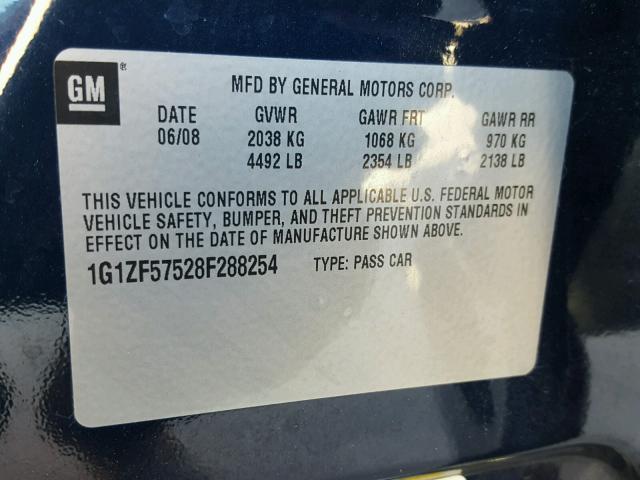 GM®
MFD BY GENERAL MOTORS CORP.
DATE GVWR GAWR FRT GAWR RR
06/08 2038 KG 1068 KG 970 KG
4492 LB 2354 LB 2138 LB
THIS VEHICLE CONFORMS TO ALL APPLICABLE U.S. FEDERAL MOTOR
VEHICLE SAFETY, BUMPER, AND THEFT PREVENTION STANDARDS IN
EFFECT ON THE DATE OF MANUFACTURE SHOWN ABOVE.
1G1ZF57528F288254 TYPE: PASS CAR